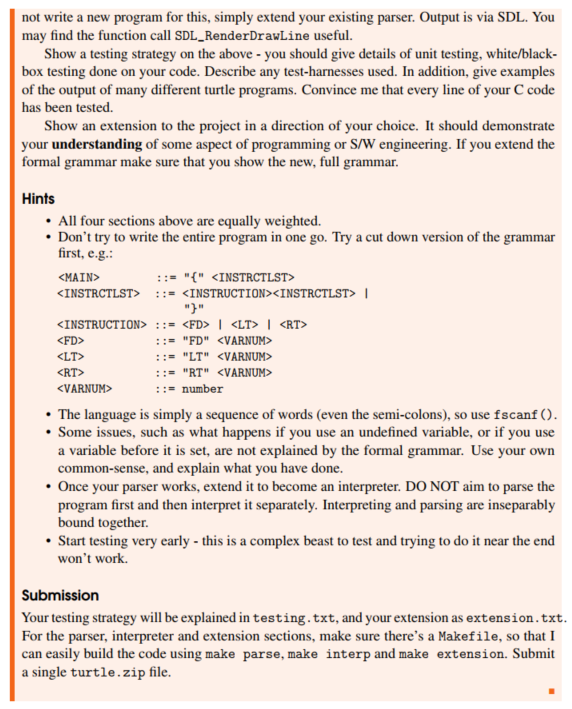 not write a new program for this, simply extend your existing parser. Output is via SDL. You
may find the function call SDL_RenderDrawLine useful.
Show a testing strategy on the above - you should give details of unit testing, white/black-
box testing done on your code. Describe any test-harnesses used. In addition, give examples
of the output of many different turtle programs. Convince me that every line of your C code
has been tested.
Show an extension to the project in a direction of your choice. It should demonstrate
your understanding of some aspect of programming or S/W engineering. If you extend the
formal grammar make sure that you show the new, full grammar.
Hints
• All four sections above are equally weighted.
• Don't try to write the entire program in one go. Try a cut down version of the grammar
first, e.g.:
<MAIN> ::= "{" <INSTRCTLST>
<INSTRCTLST> ::= <INSTRUCTION><INSTRCTLST> |
"}"
<INSTRUCTION> ::= <FD> | <LT> | <RT>
<FD> ::= "FD" <VARNUM>
<LT> ::= "LT" <VARNUM>
<RT> ::= "RT" <VARNUM>
<VARNUM> ::= number
• The language is simply a sequence of words (even the semi-colons), so use fscanf().
• Some issues, such as what happens if you use an undefined variable, or if you use
a variable before it is set, are not explained by the formal grammar. Use your own
common-sense, and explain what you have done.
• Once your parser works, extend it to become an interpreter. DO NOT aim to parse the
program first and then interpret it separately. Interpreting and parsing are inseparably
bound together.
• Start testing very early - this is a complex beast to test and trying to do it near the end
won't work.
Submission
Your testing strategy will be explained in testing.txt, and your extension as extension.txt.
For the parser, interpreter and extension sections, make sure there's a Makefile, so that I
can easily build the code using make parse, make interp and make extension. Submit
a single turtle.zip file.